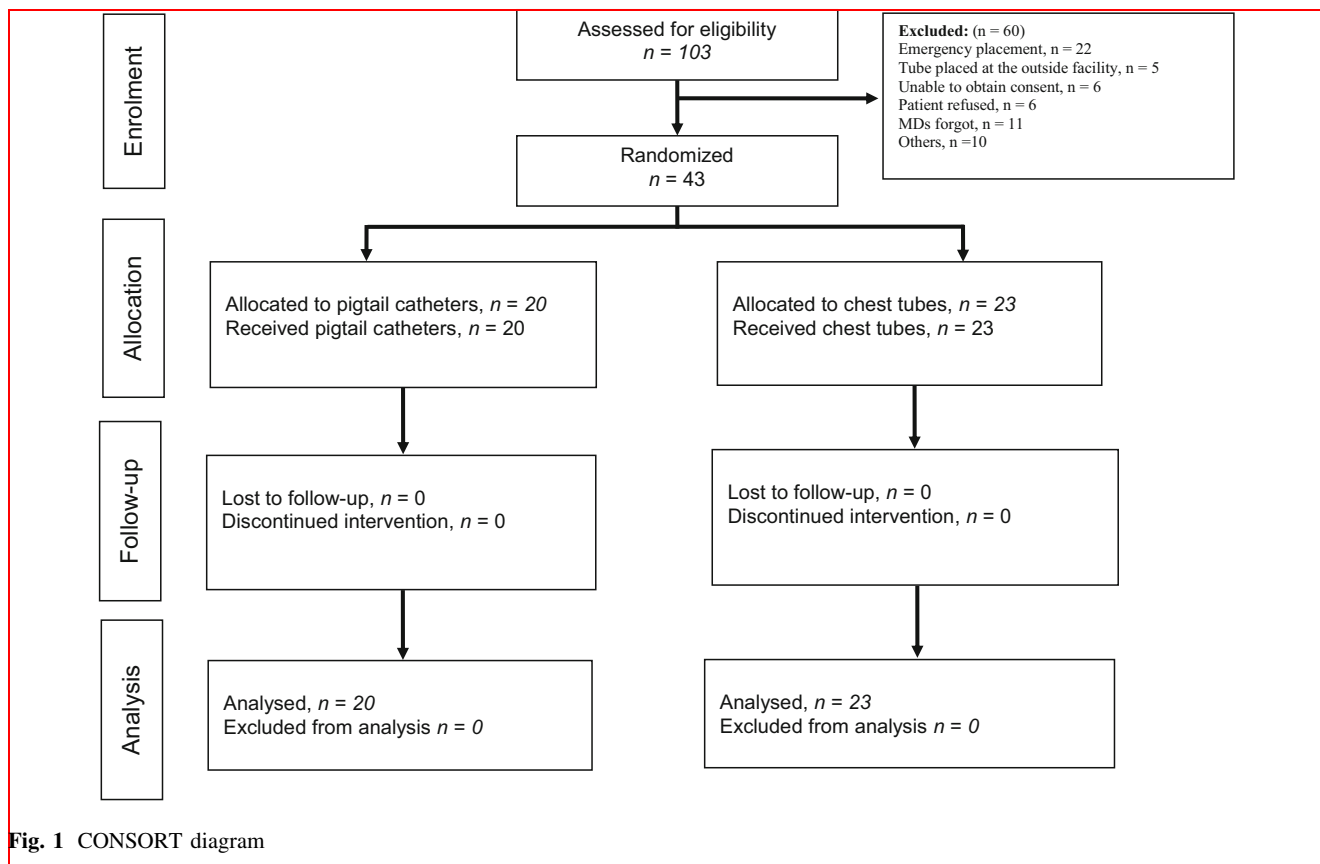 Enrolment
Assessed for eligibility
n = 103
Excluded: (n = 60)
Emergency placement, n = 22
Tube placed at the outside facility, n = 5
Unable to obtain consent, n = 6
Patient refused, n = 6
MDs forgot, n = 11
Others, n =10
Randomized
n = 43
Allocation
Allocated to pigtail catheters, n = 20
Received pigtail catheters, n = 20
Allocated to chest tubes, n = 23
Received chest tubes, n = 23
Follow-up
Lost to follow-up, n = 0
Discontinued intervention, n = 0
Lost to follow-up, n = 0
Discontinued intervention, n = 0
Analysis
Analysed, n = 20
Excluded from analysis n = 0
Analysed, n = 23
Excluded from analysis n = 0
Fig. 1 CONSORT diagram